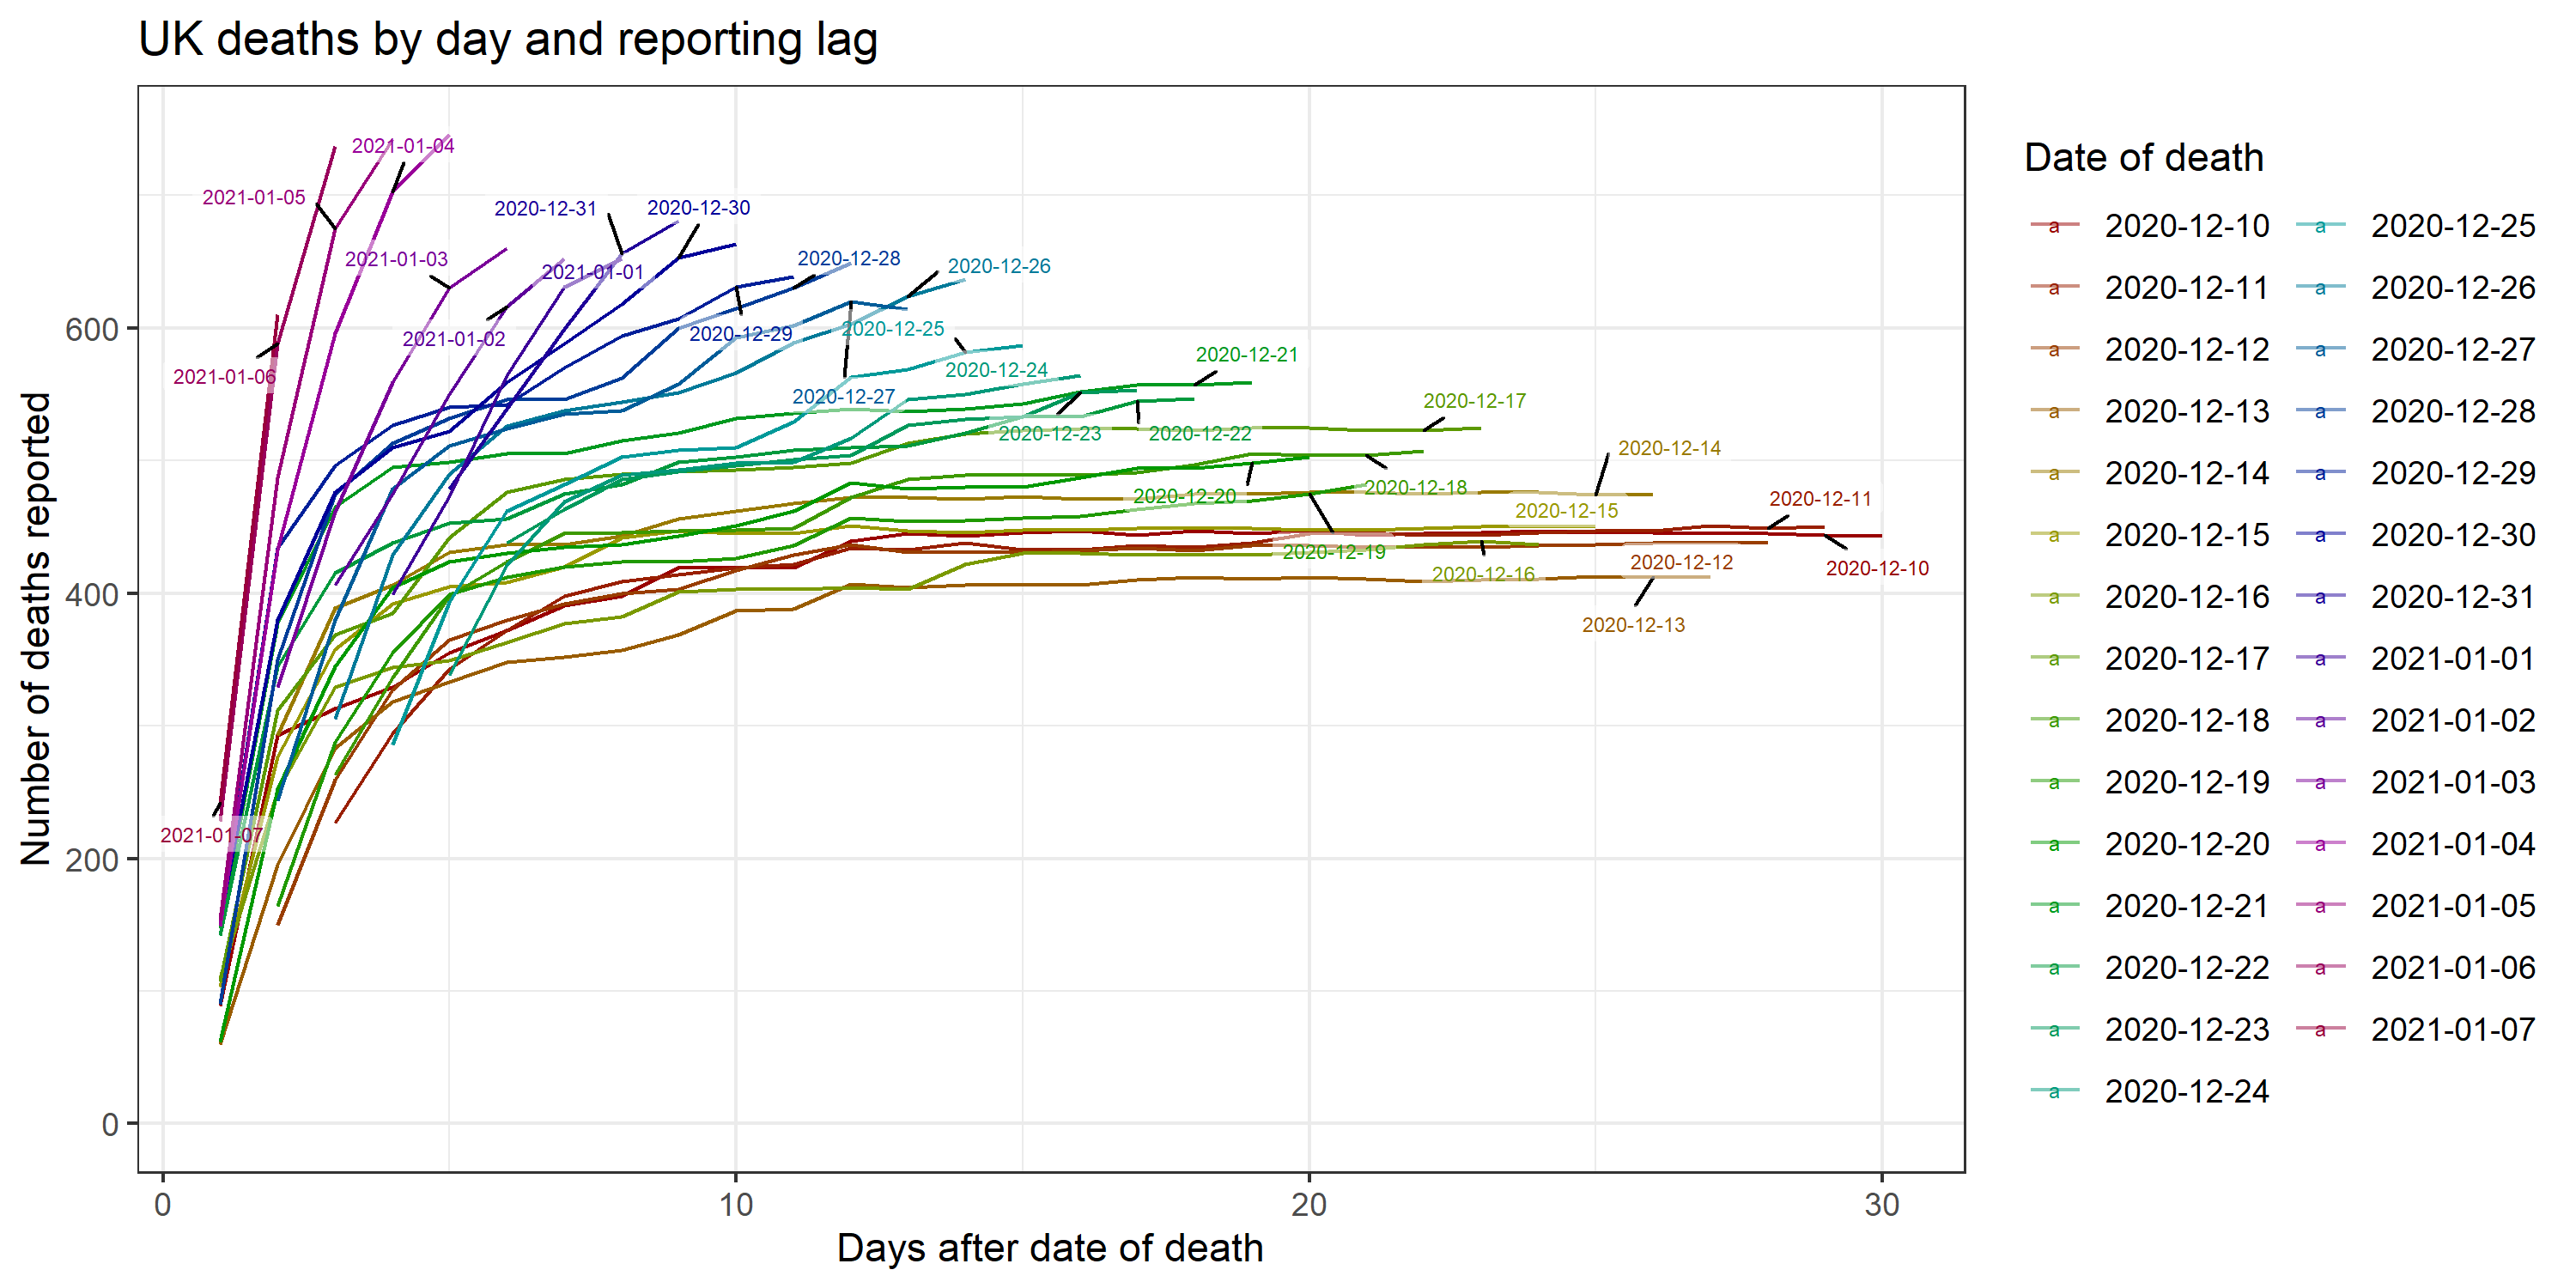 UK deaths by day and reporting lag
Number of deaths reported
600
400
200
0
0 10 20 30
Days after date of death
2021-01-04
2021-01-05
2020-12-31
2020-12-30
2021-01-03
2021-01-01
2020-12-28
2020-12-26
2021-01-02
2020-12-29
2020-12-25
2020-12-21
2021-01-06
2020-12-24
2020-12-27
2020-12-17
2020-12-23
2020-12-22
2020-12-14
2020-12-18
2020-12-20
2020-12-11
2020-12-15
2020-12-19
2020-12-12
2020-12-10
2020-12-16
2020-12-13
2021-01-07
Date of death
a 2020-12-10
a 2020-12-11
a 2020-12-12
a 2020-12-13
a 2020-12-14
a 2020-12-15
a 2020-12-16
a 2020-12-17
a 2020-12-18
a 2020-12-19
a 2020-12-20
a 2020-12-21
a 2020-12-22
a 2020-12-23
a 2020-12-24
a 2020-12-25
a 2020-12-26
a 2020-12-27
a 2020-12-28
a 2020-12-29
a 2020-12-30
a 2020-12-31
a 2021-01-01
a 2021-01-02
a 2021-01-03
a 2021-01-04
a 2021-01-05
a 2021-01-06
a 2021-01-07